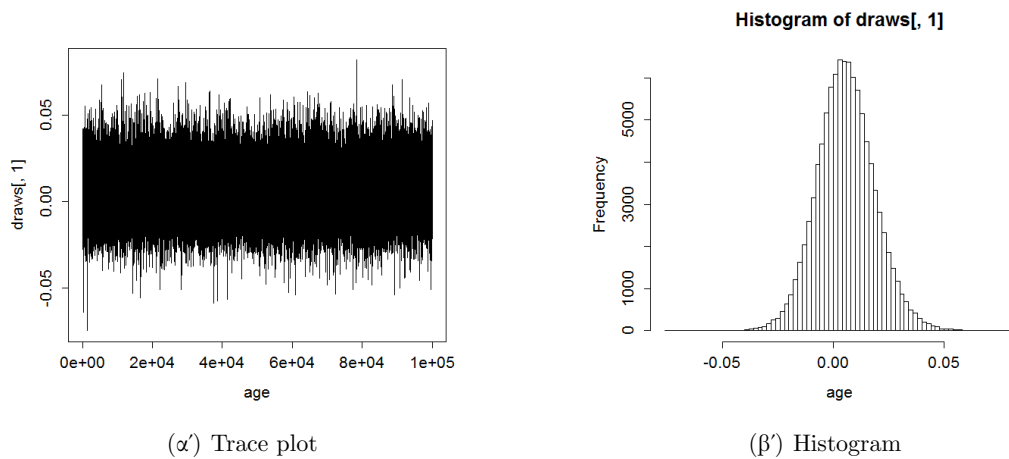 draws[, 1]
0.05
0.00
-0.05
0e+00 2e+04 4e+04 6e+04 8e+04 1e+05
age
(α′) Trace plot
Histogram of draws[, 1]
Frequency
5000
3000
1000
0
-0.05 0.00 0.05
age
(β′) Histogram